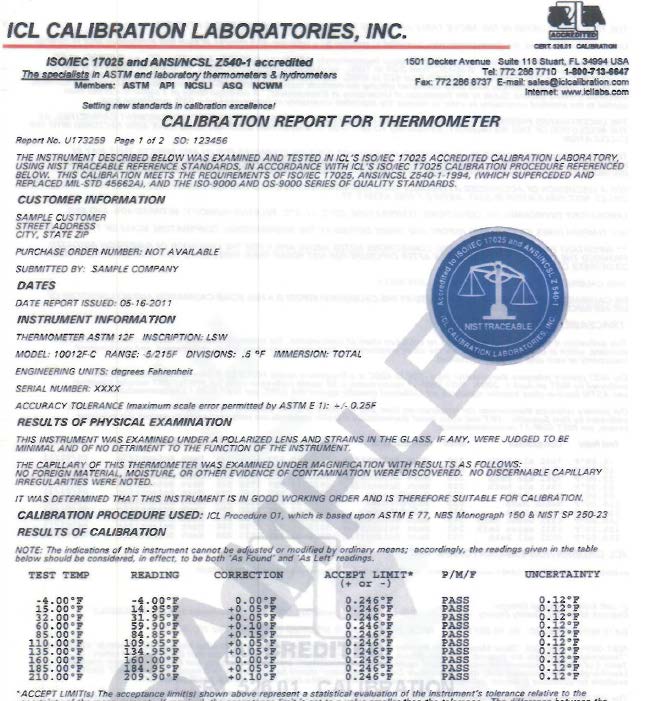 ICL CALIBRATION LABORATORIES, INC.
ACCREDITED
CERT. 526.01 CALIBRATION
ISO/IEC 17025 and ANSI/NCSL Z540-1 accredited
The specialists in ASTM and laboratory thermometers & hydrometers
Members: ASTM API NCSLI ASQ NCWM
1501 Decker Avenue Suite 118 Stuart, FL 34994 USA
Tel: 772 286 7710 1-800-713-6647
Fax: 772 286 8737 E-mail: sales@iclcalibration.com
Internet: www.icllabs.com
Setting new standards in calibration excellence!
CALIBRATION REPORT FOR THERMOMETER
Report No. U173259 Page 1 of 2 SO: 123456
THE INSTRUMENT DESCRIBED BELOW WAS EXAMINED AND TESTED IN ICL'S ISO/IEC 17025 ACCREDITED CALIBRATION LABORATORY,
USING NIST TRACEABLE REFERENCE STANDARDS, IN ACCORDANCE WITH ICL'S ISO/IEC 17025 CALIBRATION PROCEDURE REFERENCED
BELOW. THIS CALIBRATION MEETS THE REQUIREMENTS OF ISO/IEC 17025, ANSI/NCSL Z540-1-1994, (WHICH SUPERCEDED AND
REPLACED MIL-STD 45662A), AND THE ISO-9000 AND QS-9000 SERIES OF QUALITY STANDARDS.
CUSTOMER INFORMATION
SAMPLE CUSTOMER
STREET ADDRESS
CITY, STATE ZIP
PURCHASE ORDER NUMBER: NOT AVAILABLE
SUBMITTED BY: SAMPLE COMPANY
DATES
DATE REPORT ISSUED: 05-16-2011
INSTRUMENT INFORMATION
THERMOMETER ASTM 12F INSCRIPTION: LSW
MODEL: 10012F-C RANGE: -5/215F DIVISIONS: .5 °F IMMERSION: TOTAL
ENGINEERING UNITS: degrees Fahrenheit
SERIAL NUMBER: XXXX
ACCURACY TOLERANCE (maximum scale error permitted by ASTM E 1): +/- 0.25F
Accredited to ISO/IEC 17025 and ANSI/NCSL Z 540-1
NIST TRACEABLE
ICL CALIBRATION LABORATORIES, INC.
SAMPLE
RESULTS OF PHYSICAL EXAMINATION
THIS INSTRUMENT WAS EXAMINED UNDER A POLARIZED LENS AND STRAINS IN THE GLASS, IF ANY, WERE JUDGED TO BE
MINIMAL AND OF NO DETRIMENT TO THE FUNCTION OF THE INSTRUMENT.
THE CAPILLARY OF THIS THERMOMETER WAS EXAMINED UNDER MAGNIFICATION WITH RESULTS AS FOLLOWS:
NO FOREIGN MATERIAL, MOISTURE, OR OTHER EVIDENCE OF CONTAMINATION WERE DISCOVERED. NO DISCERNABLE CAPILLARY
IRREGULARITIES WERE NOTED.
IT WAS DETERMINED THAT THIS INSTRUMENT IS IN GOOD WORKING ORDER AND IS THEREFORE SUITABLE FOR CALIBRATION.
CALIBRATION PROCEDURE USED: ICL Procedure 01, which is based upon ASTM E 77, NBS Monograph 150 & NIST SP 250-23
RESULTS OF CALIBRATION
NOTE: The indications of this instrument cannot be adjusted or modified by ordinary means; accordingly, the readings given in the table
below should be considered, in effect, to be both 'As Found' and 'As Left' readings.
TEST TEMP READING CORRECTION ACCEPT LIMIT* P/M/F UNCERTAINTY
(+ or -)
-4.00°F -4.00°F 0.00°F 0.246°F PASS 0.12°F
15.00°F 14.95°F +0.05°F 0.246°F PASS 0.12°F
32.00°F 31.95°F +0.05°F 0.246°F PASS 0.12°F
60.00°F 59.90°F +0.10°F 0.246°F PASS 0.12°F
85.00°F 84.85°F +0.15°F 0.246°F PASS 0.12°F
110.00°F 109.95°F +0.05°F 0.246°F PASS 0.12°F
135.00°F 134.95°F +0.05°F 0.246°F PASS 0.12°F
160.00°F 160.00°F 0.00°F 0.246°F PASS 0.12°F
185.00°F 184.95°F +0.05°F 0.246°F PASS 0.12°F
210.00°F 209.90°F +0.10°F 0.246°F PASS 0.12°F
*ACCEPT LIMIT(s) The acceptance limit(s) shown above represent a statistical evaluation of the instrument's tolerance relative to the